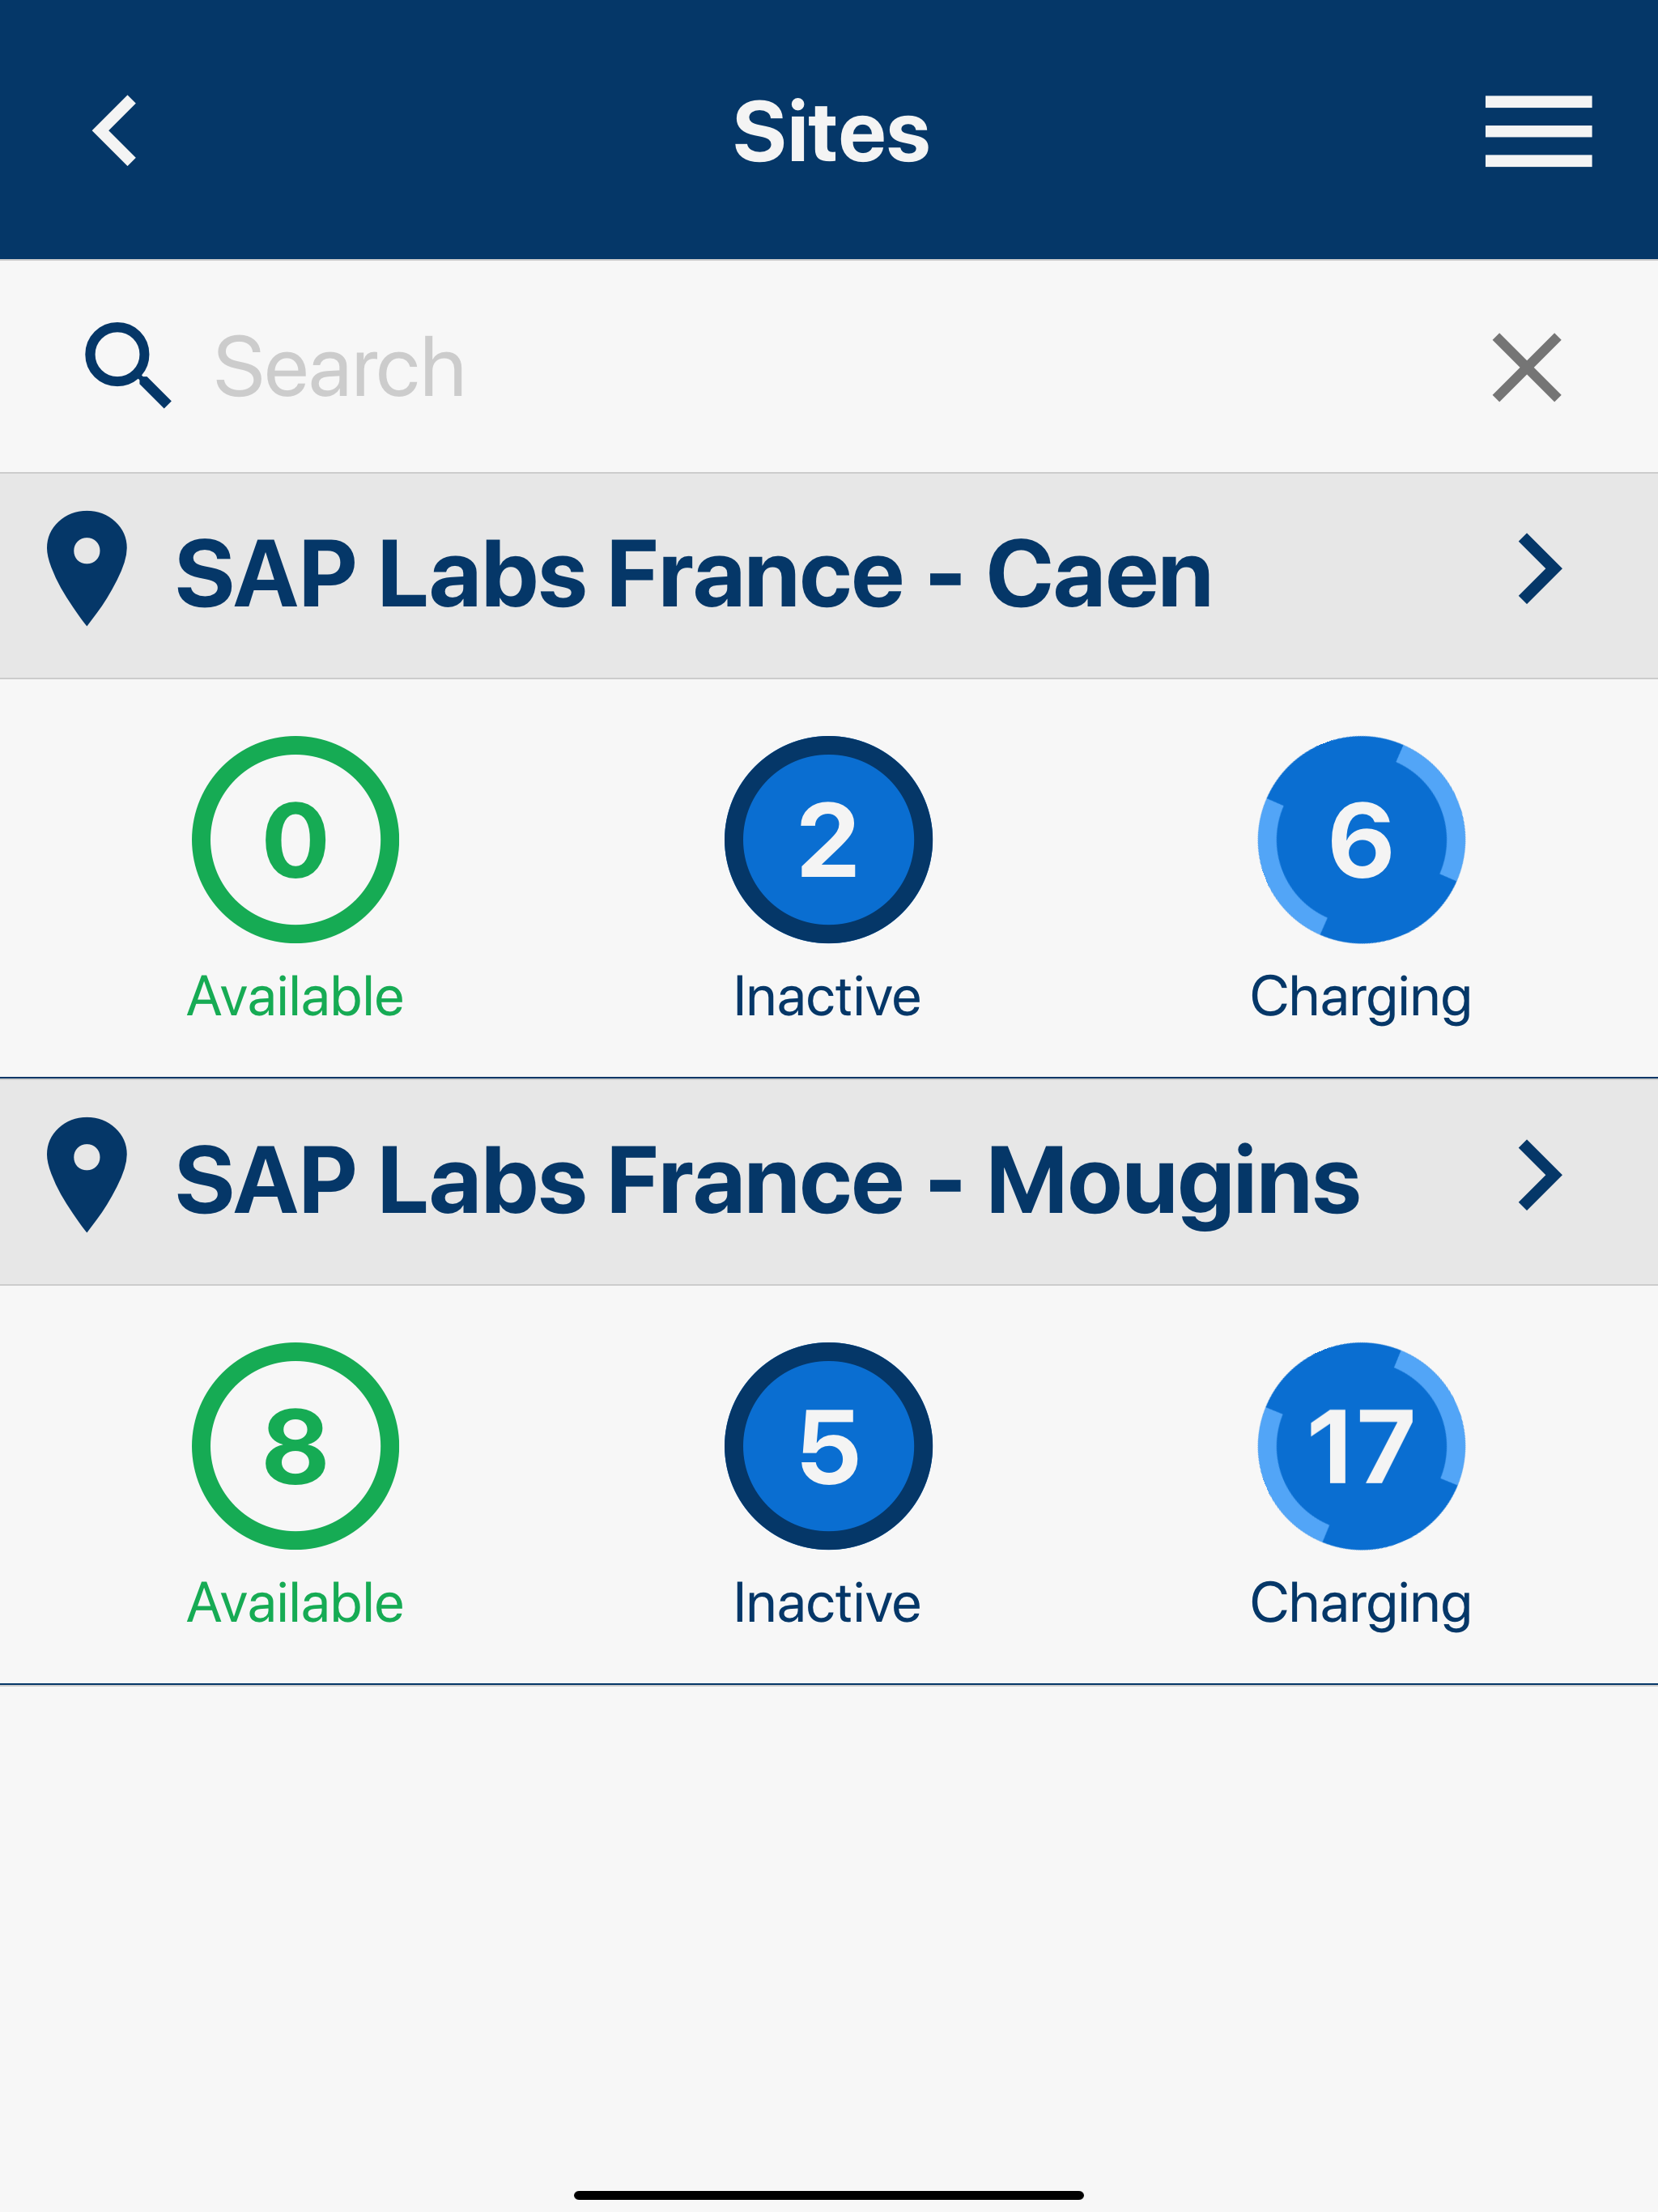 Sites
Search
SAP Labs France - Caen
0 2 6
Available Inactive Charging
SAP Labs France - Mougins
8 5 17
Available Inactive Charging